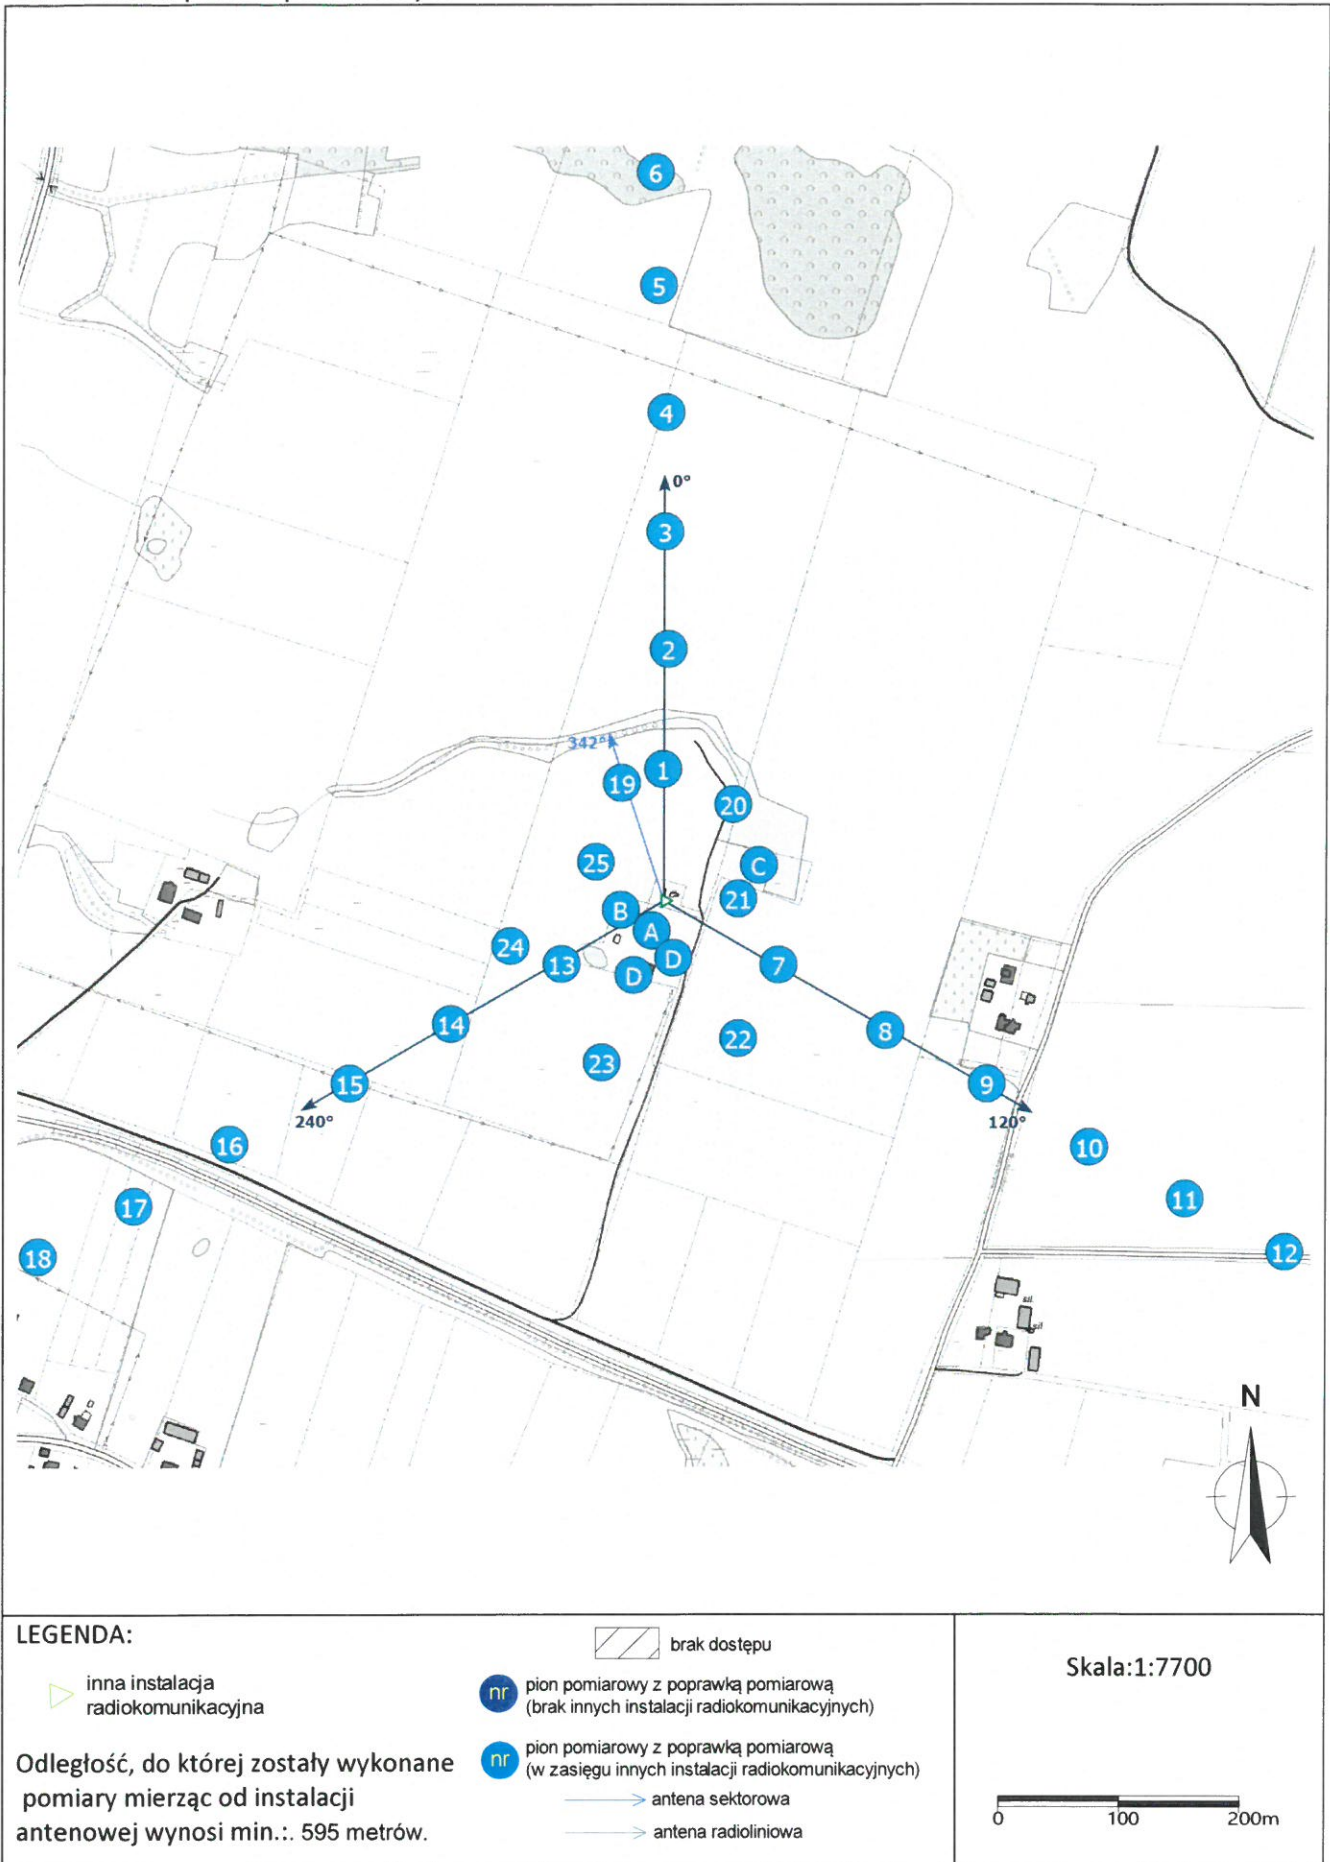 6
5
4
0°
3
2
342°
1
19
20
25
C
21
B
A
24
13
D
7
D
14
8
22
23
15
9
240°
120°
16
10
17
11
18
12
sil.
sil.
N
LEGENDA:
inna instalacja
radiokomunikacyjna
Odległość, do której zostały wykonane
pomiary mierząc od instalacji
antenowej wynosi min.:. 595 metrów.
brak dostępu
nr pion pomiarowy z poprawką pomiarową
(brak innych instalacji radiokomunikacyjnych)
nr pion pomiarowy z poprawką pomiarową
(w zasięgu innych instalacji radiokomunikacyjnych)
antena sektorowa
antena radioliniowa
Skala:1:7700
0 100 200m